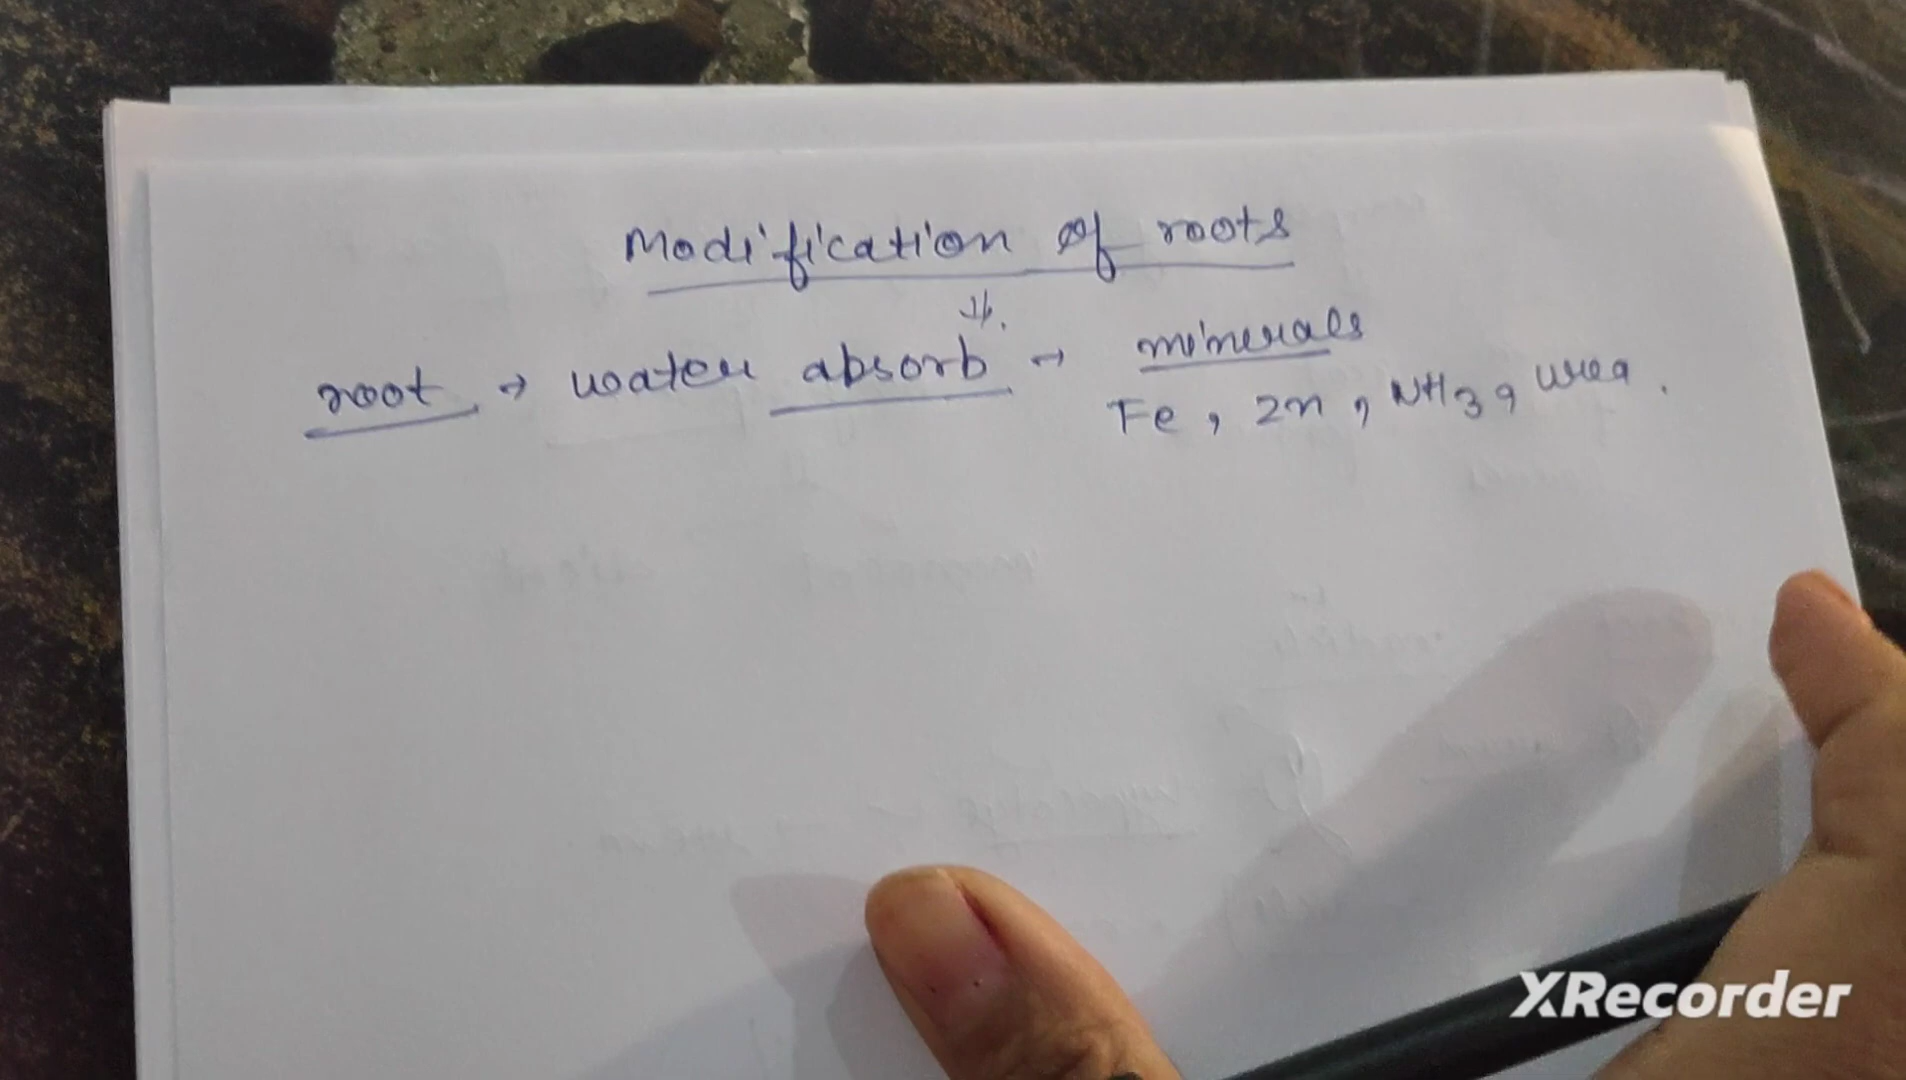 Modification of roots
root → water absorb → minerals
Fe, Zn, NH3, urea.
XRecorder